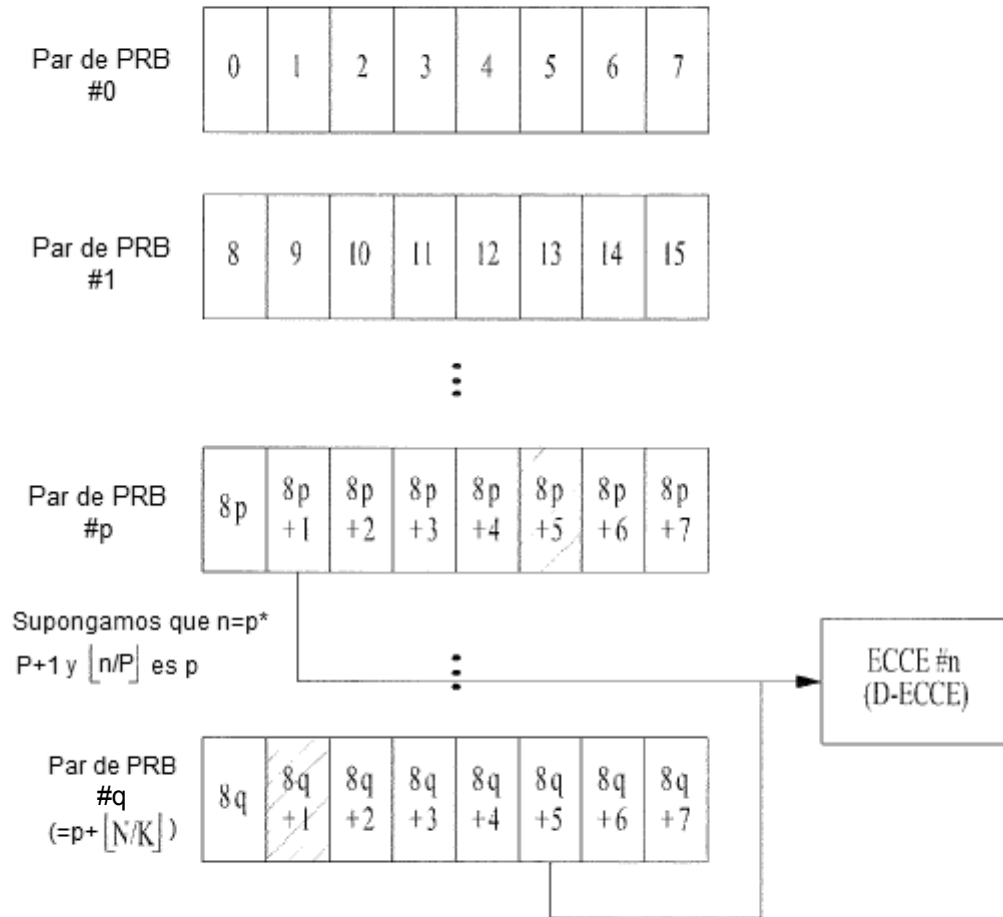 Par de PRB
#0
0 1 2 3 4 5 6 7
Par de PRB
#1
8 9 10 11 12 13 14 15
Par de PRB
#p
8p 8p+1 8p+2 8p+3 8p+4 8p+5 8p+6 8p+7
Supongamos que n=p*
P+1 y ⌊n/P⌋ es p
ECCE #n
(D-ECCE)
Par de PRB
#q
(=p+⌊N/K⌋)
8q 8q+1 8q+2 8q+3 8q+4 8q+5 8q+6 8q+7